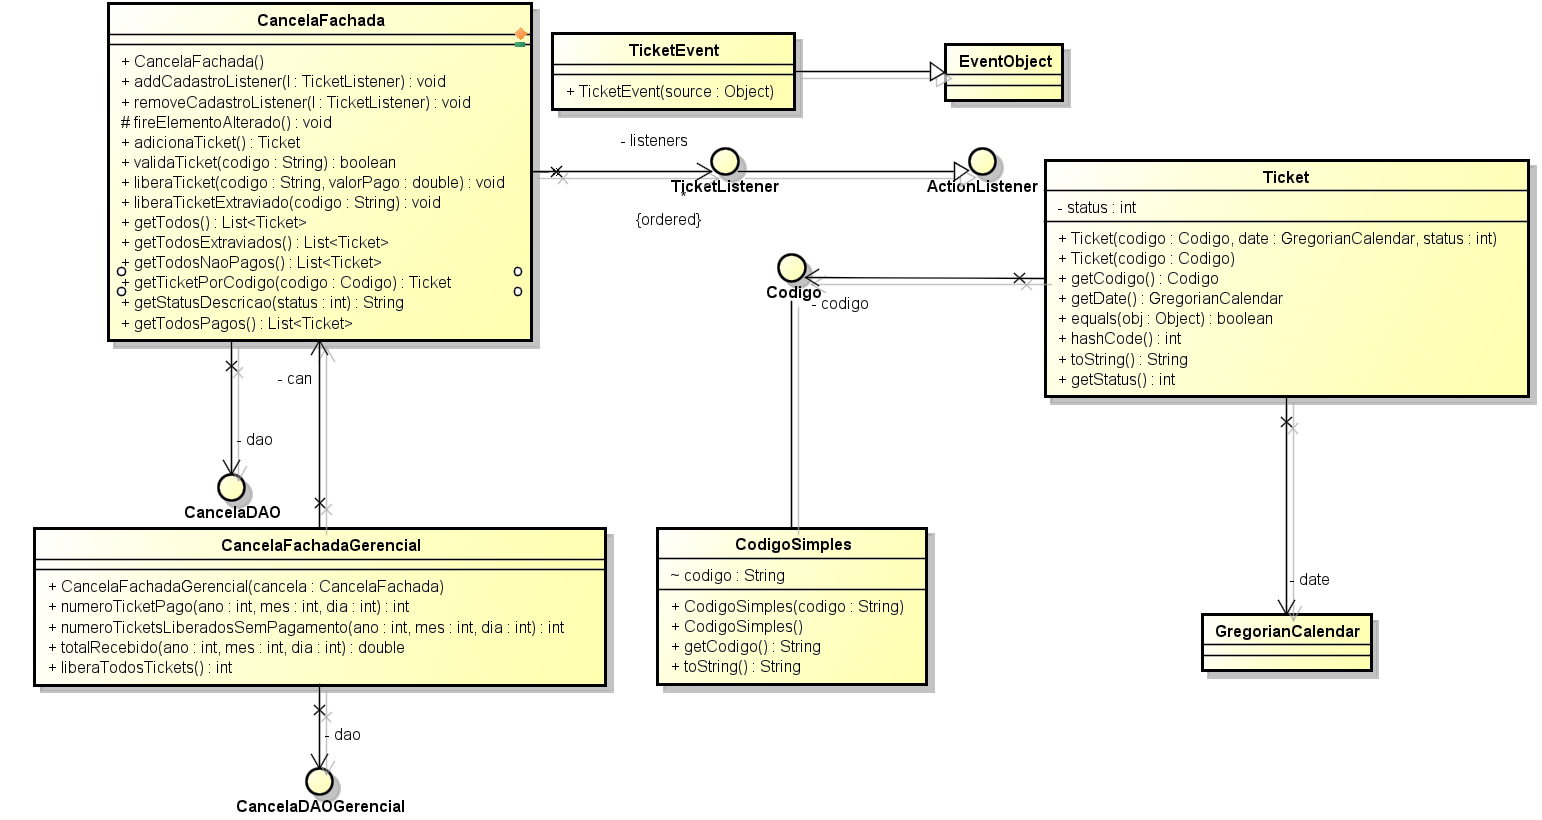 CancelaFachada
+ CancelaFachada()
+ addCadastroListener(l : TicketListener) : void
+ removeCadastroListener(l : TicketListener) : void
# fireElementoAlterado() : void
+ adicionaTicket() : Ticket
+ validaTicket(codigo : String) : boolean
+ liberaTicket(codigo : String, valorPago : double) : void
+ liberaTicketExtraviado(codigo : String) : void
+ getTodos() : List<Ticket>
+ getTodosExtraviados() : List<Ticket>
+ getTodosNaoPagos() : List<Ticket>
+ getTicketPorCodigo(codigo : Codigo) : Ticket
+ getStatusDescricao(status : int) : String
+ getTodosPagos() : List<Ticket>
TicketEvent
+ TicketEvent(source : Object)
EventObject
- listeners
TicketListener
*
{ordered}
ActionListener
Ticket
- status : int
+ Ticket(codigo : Codigo, date : GregorianCalendar, status : int)
+ Ticket(codigo : Codigo)
+ getCodigo() : Codigo
+ getDate() : GregorianCalendar
+ equals(obj : Object) : boolean
+ hashCode() : int
+ toString() : String
+ getStatus() : int
Codigo
- codigo
- can
- dao
CancelaDAO
CancelaFachadaGerencial
+ CancelaFachadaGerencial(cancela : CancelaFachada)
+ numeroTicketPago(ano : int, mes : int, dia : int) : int
+ numeroTicketsLiberadosSemPagamento(ano : int, mes : int, dia : int) : int
+ totalRecebido(ano : int, mes : int, dia : int) : double
+ liberaTodosTickets() : int
CodigoSimples
~ codigo : String
+ CodigoSimples(codigo : String)
+ CodigoSimples()
+ getCodigo() : String
+ toString() : String
- date
GregorianCalendar
- dao
CancelaDAOGerencial